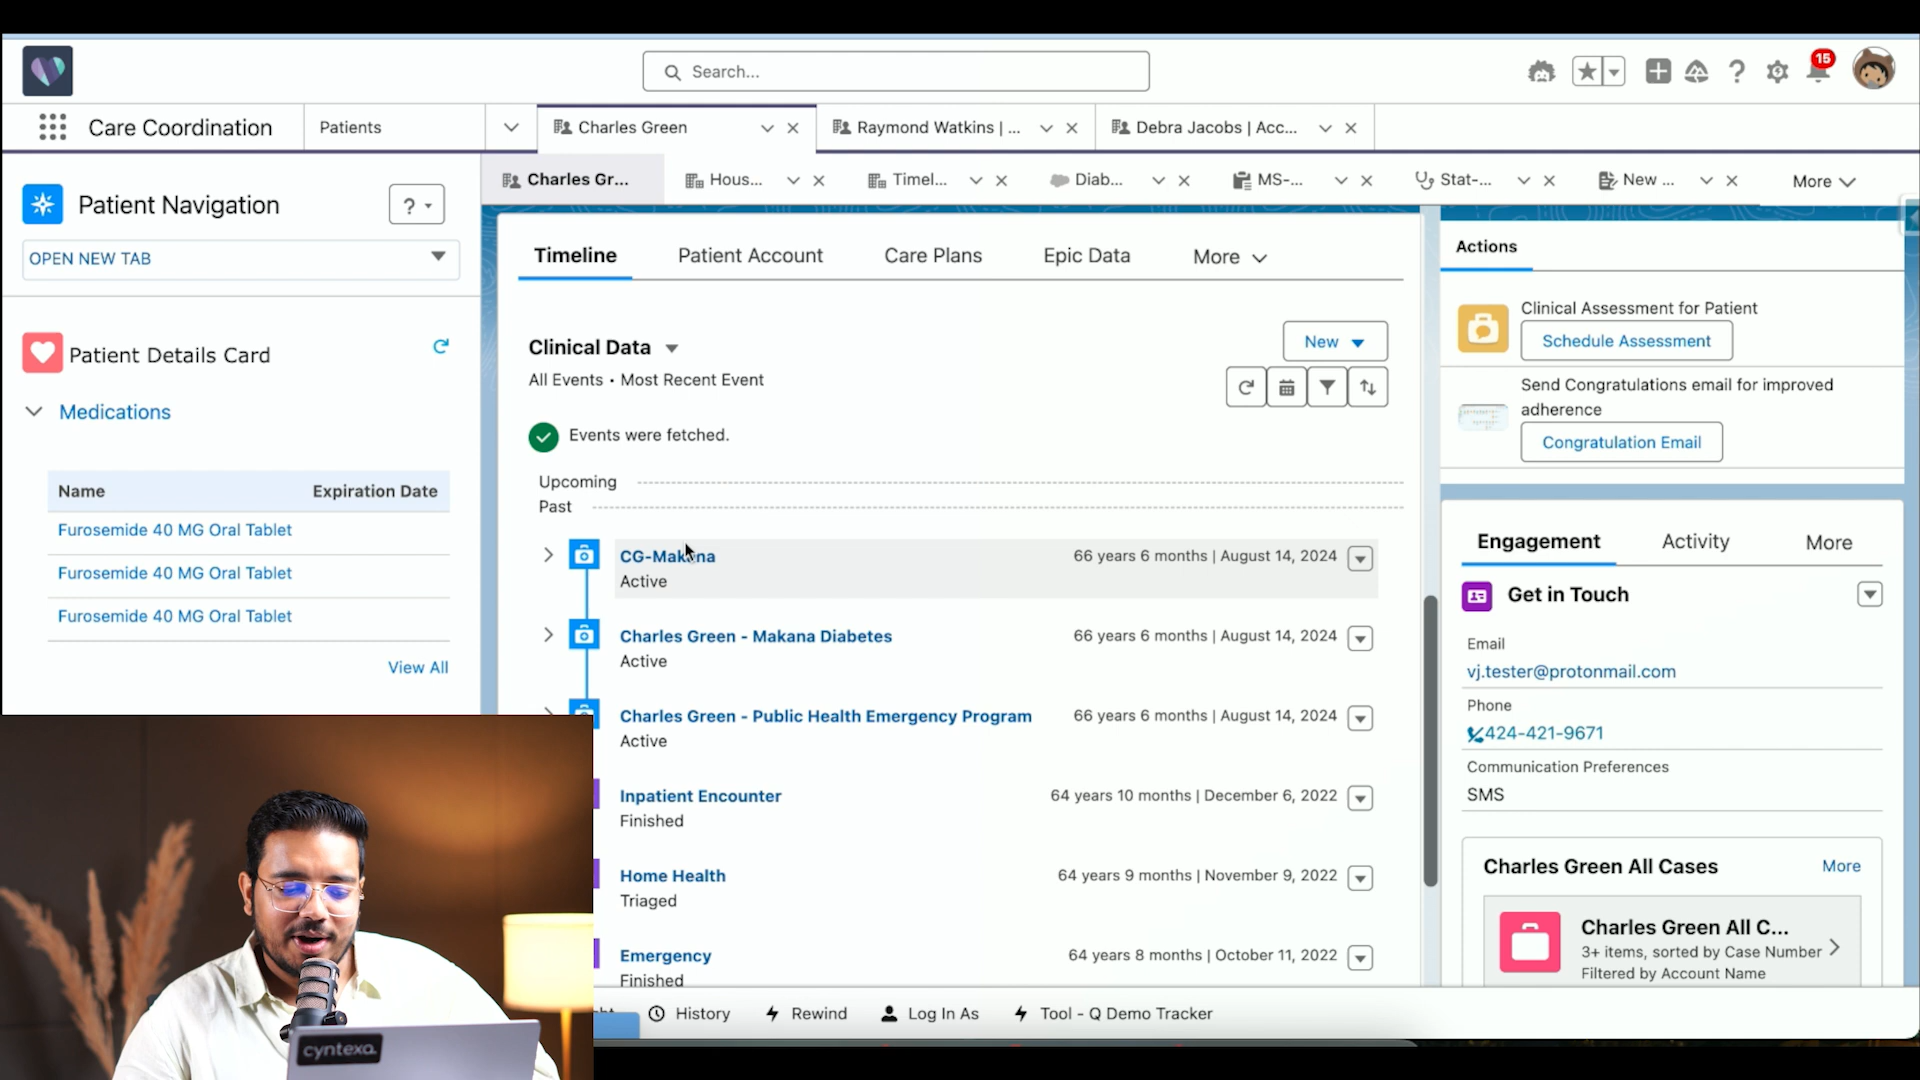 Search...
15
Care Coordination
Patients
Charles Green
Raymond Watkins | ...
Debra Jacobs | Acc...
Charles Gr...
Hous...
Timel...
Diab...
MS-...
Stat-...
New ...
More
Patient Navigation
?
OPEN NEW TAB
Patient Details Card
Medications
Name
Expiration Date
Furosemide 40 MG Oral Tablet
Furosemide 40 MG Oral Tablet
Furosemide 40 MG Oral Tablet
View All
Timeline
Patient Account
Care Plans
Epic Data
More
Clinical Data
New
All Events • Most Recent Event
Events were fetched.
Upcoming
Past
CG-Makena
66 years 6 months | August 14, 2024
Active
Charles Green - Makana Diabetes
66 years 6 months | August 14, 2024
Active
Charles Green - Public Health Emergency Program
66 years 6 months | August 14, 2024
Active
Inpatient Encounter
64 years 10 months | December 6, 2022
Finished
Home Health
64 years 9 months | November 9, 2022
Triaged
Emergency
64 years 8 months | October 11, 2022
Finished
History
Rewind
Log In As
Tool - Q Demo Tracker
Actions
Clinical Assessment for Patient
Schedule Assessment
Send Congratulations email for improved
adherence
Congratulation Email
Engagement
Activity
More
Get in Touch
Email
vj.tester@protonmail.com
Phone
424-421-9671
Communication Preferences
SMS
Charles Green All Cases
More
Charles Green All C...
3+ items, sorted by Case Number
Filtered by Account Name
cyntexa.